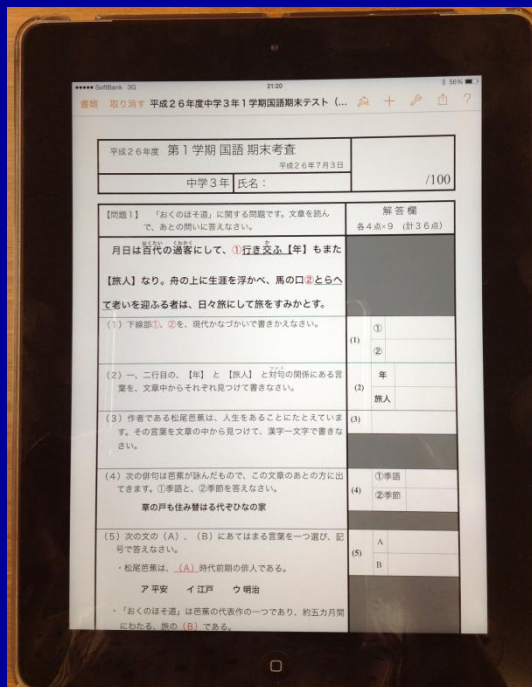 ●●●●● SoftBank 3G
21:20
56%
書類 取り消す 平成26年度中学3年1学期国語期末テスト (...
?
平成26年度 第1学期 国語 期末考査
平成26年7月3日
中学3年 氏名：
/100
【問題1】 「おくのほそ道」に関する問題です。文章を読ん
で、あとの問いに答えなさい。
解答欄
各4点×9 (計36点)
はくたい くわかく か
月日は百代の過客にして、①行き交ふ【年】もまた
【旅人】なり。舟の上に生涯を浮かべ、馬の口②とらへ
て老いを迎ふる者は、日々旅にして旅をすみかとす。
(1) 下線部①、②を、現代かなづかいで書きかえなさい。
(1)
①
②
ついく
(2) 一、二行目の、【年】 と 【旅人】 と対句の関係にある言
葉を、文章中からそれぞれ見つけて書きなさい。
(2)
年
旅人
(3) 作者である松尾芭蕉は、人生をあることにたとえていま
す。その言葉を文章の中から見つけて、漢字一文字で書きな
さい。
(3)
(4) 次の俳句は芭蕉が詠んだもので、この文章のあとの方に出
てきます。①季語と、②季節を答えなさい。
草の戸も住み替はる代ぞひなの家
(4)
①季語
②季節
(5) 次の文の (A) 、 (B) にあてはまる言葉を一つ選び、記
号で答えなさい。
・松尾芭蕉は、 (A) 時代前期の俳人である。
ア 平安 イ 江戸 ウ 明治
・「おくのほそ道」は芭蕉の代表作の一つであり、約五カ月間
にわたる、旅の (B) である。
(5)
A
B